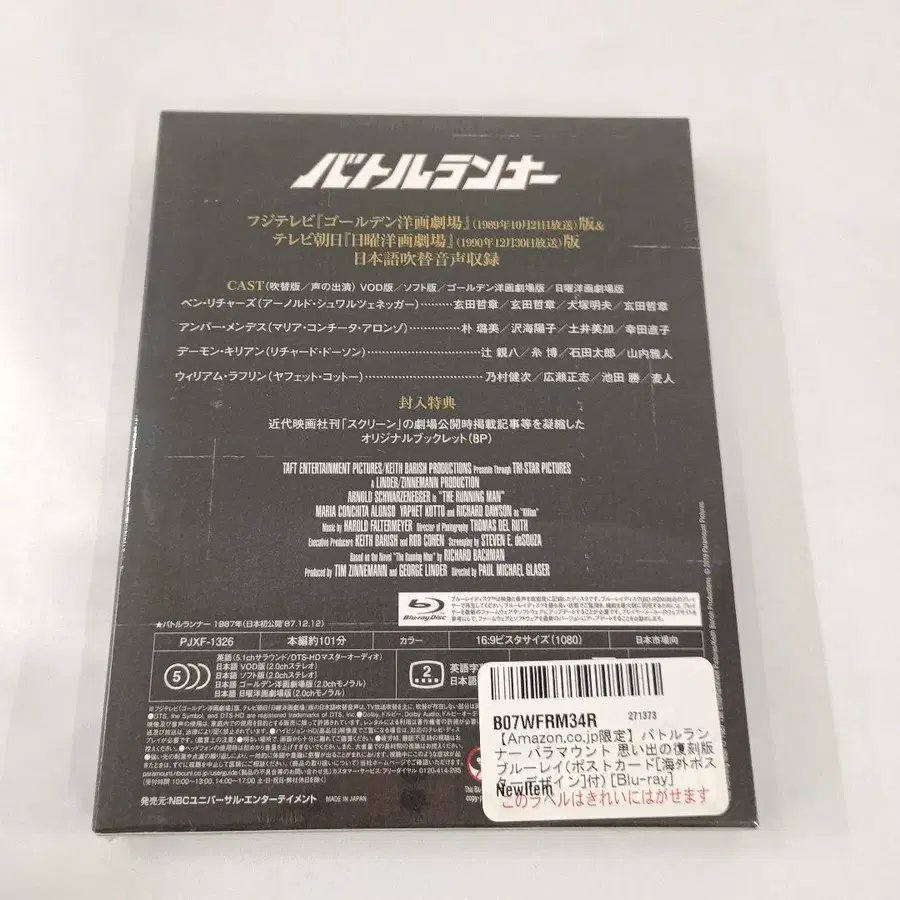 バトルランナー
フジテレビ『ゴールデン洋画劇場』(1989年10月21日放送)版&
テレビ朝日『日曜洋画劇場』(1990年12月30日放送)版
日本語吹替音声収録
CAST(吹替版/声の出演) VOD版/ソフト版/ゴールデン洋画劇場版/日曜洋画劇場版
ベン・リチャーズ(アーノルド・シュワルツェネッガー)………玄田哲章/玄田哲章/大塚明夫/玄田哲章
アンバー・メンデス(マリア・コンチータ・アロンゾ)……………朴 璐美/沢海陽子/土井美加/幸田直子
デーモン・キリアン(リチャード・ドーソン)……………………辻 親八/糸 博/石田太郎/山内雅人
ウィリアム・ラフリン(ヤフェット・コットー)……………………乃村健次/広瀬正志/池田 勝/麦人
封入特典
近代映画社刊「スクリーン」の劇場公開時掲載記事等を凝縮した
オリジナルブックレット(8P)
TAFT ENTERTAINMENT PICTURES/KEITH BARISH PRODUCTIONS Presents Through TRI-STAR PICTURES
A LINDER/ZINNEMANN PRODUCTION
ARNOLD SCHWARZENEGGER in "THE RUNNING MAN"
MARIA CONCHITA ALONSO, YAPHET KOTTO and RICHARD DAWSON as "Killian"
Music by HAROLD FALTERMEYER Director of Photography THOMAS DEL RUTH
Executive Producers KEITH BARISH and ROB COHEN Screenplay by STEVEN E. deSOUZA
Based on the Novel "The Running Man" by RICHARD BACHMAN
Produced by TIM ZINNEMANN and GEORGE LINDER Directed by PAUL MICHAEL GLASER
Blu-ray Disc
★バトルランナー 1987年(日本初公開'87.12.12)
PJXF-1326 本編約101分 カラー 16:9ビスタサイズ(1080) 日本市場向
5
英語(5.1chサラウンド/DTS-HDマスターオーディオ)
日本語 VOD版(2.0chステレオ)
日本語 ソフト版(2.0chステレオ)
日本語 ゴールデン洋画劇場版(2.0chモノラル)
日本語 日曜洋画劇場版(2.0chモノラル)
2
英語字
日本語
発売元:NBCユニバーサル・エンターテイメント MADE IN JAPAN
B07WFRM34R 271373
【Amazon.co.jp限定】バトルラン
ナー パラマウント 思い出の復刻版
ブルーレイ(ポストカード[海外ポス
ターデザイン]付) [Blu-ray]
NewItem
このラベルはきれいにはがせます